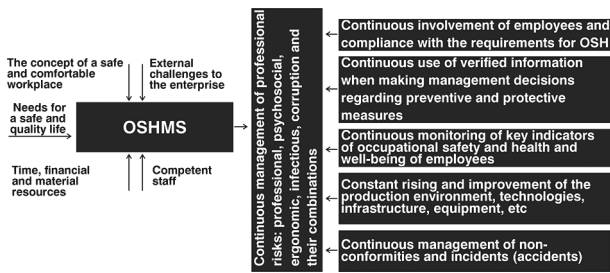 The concept of a safe
and comfortable
workplace
External
challenges to
the enterprise
Needs for
a safe and
quality life
OSHMS
Time, financial
and material
resources
Competent
staff
Continuous management of professional
risks: professional, psychosocial,
ergonomic, infectious, corruption and
their combinations
Continuous involvement of employees and
compliance with the requirements for OSH
Continuous use of verified information
when making management decisions
regarding preventive and protective
measures
Continuous monitoring of key indicators
of occupational safety and health and
well-being of employees
Constant rising and improvement of the
production environment, technologies,
infrastructure, equipment, etc
Continuous management of non-
conformities and incidents (accidents)